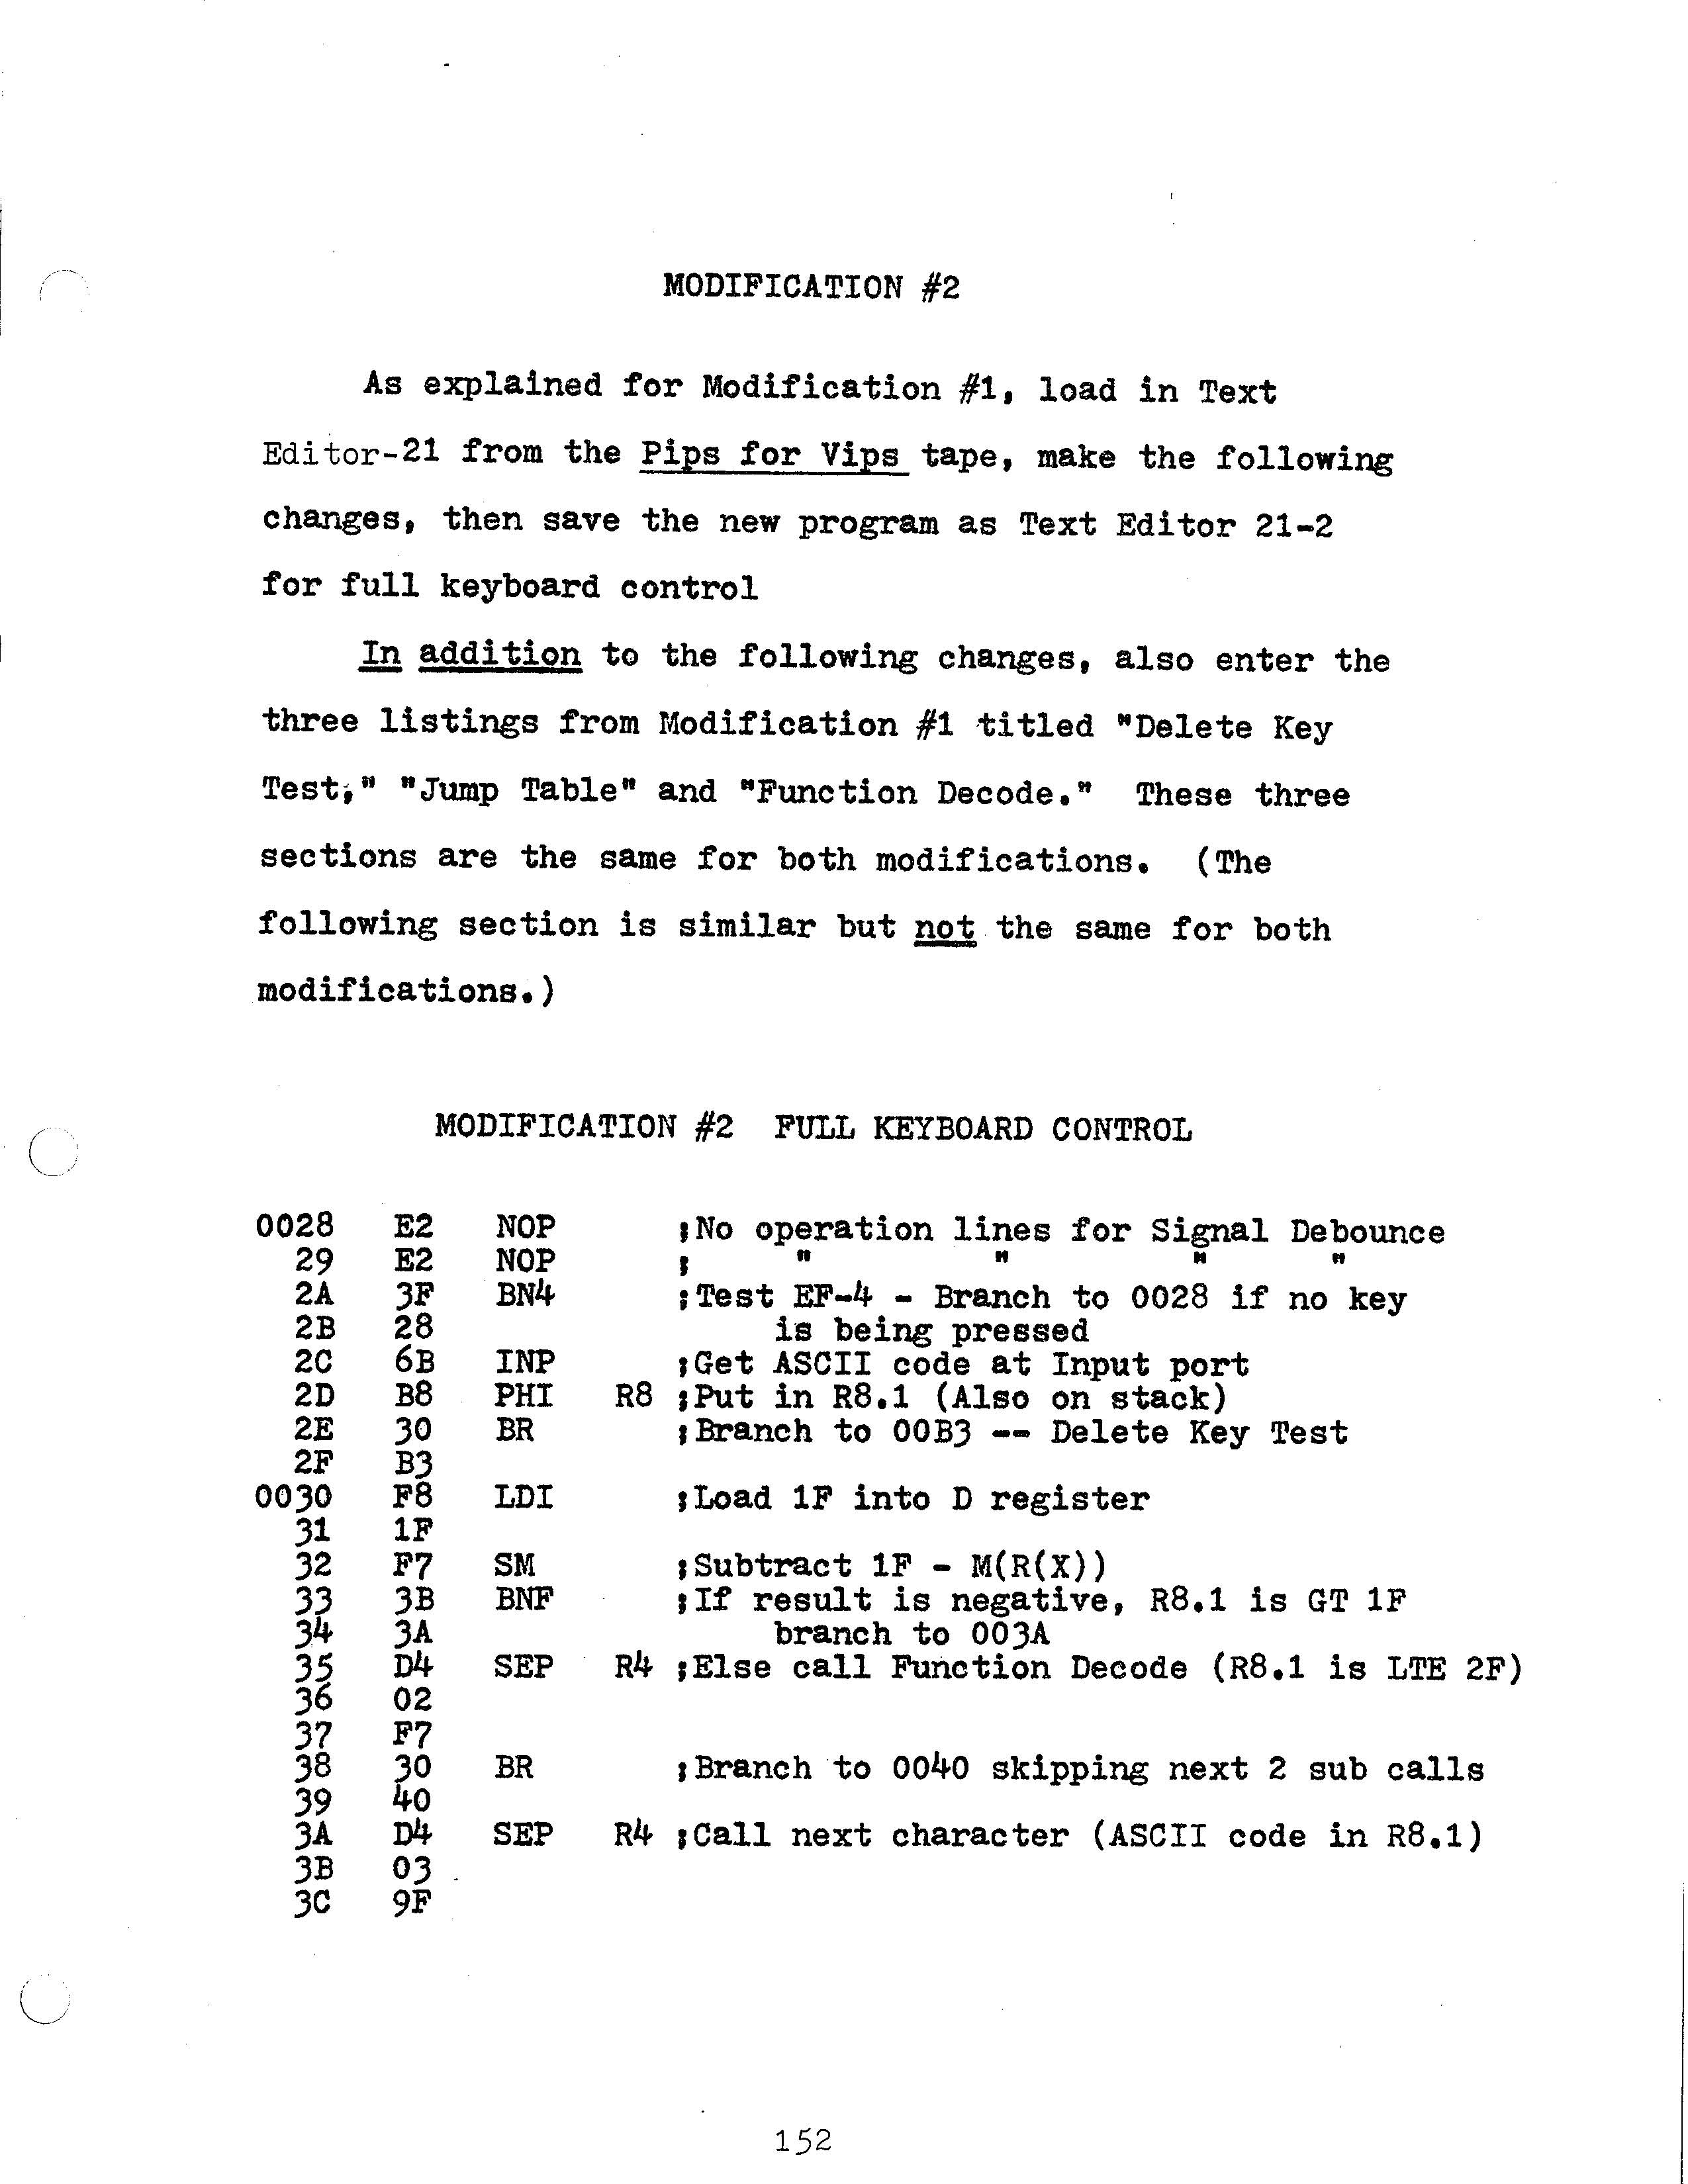 MODIFICATION #2
As explained for Modification #1, load in Text
Editor-21 from the Pips for Vips tape, make the following
changes, then save the new program as Text Editor 21-2
for full keyboard control
In addition to the following changes, also enter the
three listings from Modification #1 titled "Delete Key
Test," "Jump Table" and "Function Decode." These three
sections are the same for both modifications. (The
following section is similar but not the same for both
modifications.)
MODIFICATION #2 FULL KEYBOARD CONTROL
0028 E2 NOP ;No operation lines for Signal Debounce
29 E2 NOP ; " " " "
2A 3F BN4 ;Test EF-4 - Branch to 0028 if no key
2B 28 is being pressed
2C 6B INP ;Get ASCII code at Input port
2D B8 PHI R8 ;Put in R8.1 (Also on stack)
2E 30 BR ;Branch to 00B3 -- Delete Key Test
2F B3
0030 F8 LDI ;Load 1F into D register
31 1F
32 F7 SM ;Subtract 1F - M(R(X))
33 3B BNF ;If result is negative, R8.1 is GT 1F
34 3A branch to 003A
35 D4 SEP R4 ;Else call Function Decode (R8.1 is LTE 2F)
36 02
37 F7
38 30 BR ;Branch to 0040 skipping next 2 sub calls
39 40
3A D4 SEP R4 ;Call next character (ASCII code in R8.1)
3B 03
3C 9F
152